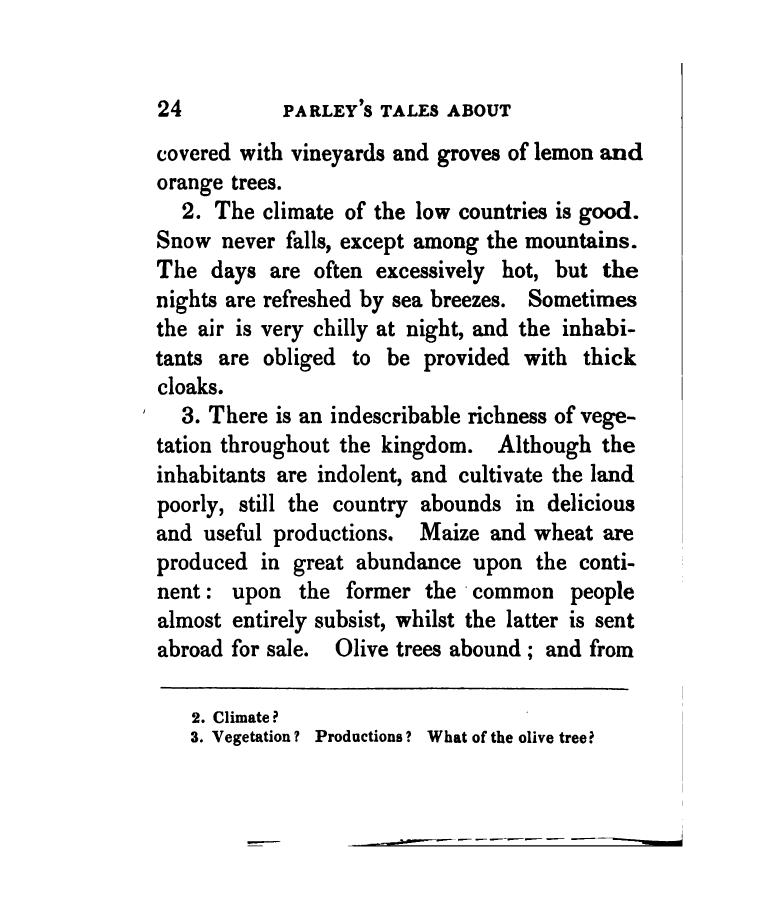 24 PARLEY'S TALES ABOUT
covered with vineyards and groves of lemon and
orange trees.
2. The climate of the low countries is good.
Snow never falls, except among the mountains.
The days are often excessively hot, but the
nights are refreshed by sea breezes. Sometimes
the air is very chilly at night, and the inhabi-
tants are obliged to be provided with thick
cloaks.
3. There is an indescribable richness of vege-
tation throughout the kingdom. Although the
inhabitants are indolent, and cultivate the land
poorly, still the country abounds in delicious
and useful productions. Maize and wheat are
produced in great abundance upon the conti-
nent: upon the former the common people
almost entirely subsist, whilst the latter is sent
abroad for sale. Olive trees abound; and from
2. Climate?
3. Vegetation? Productions? What of the olive tree?